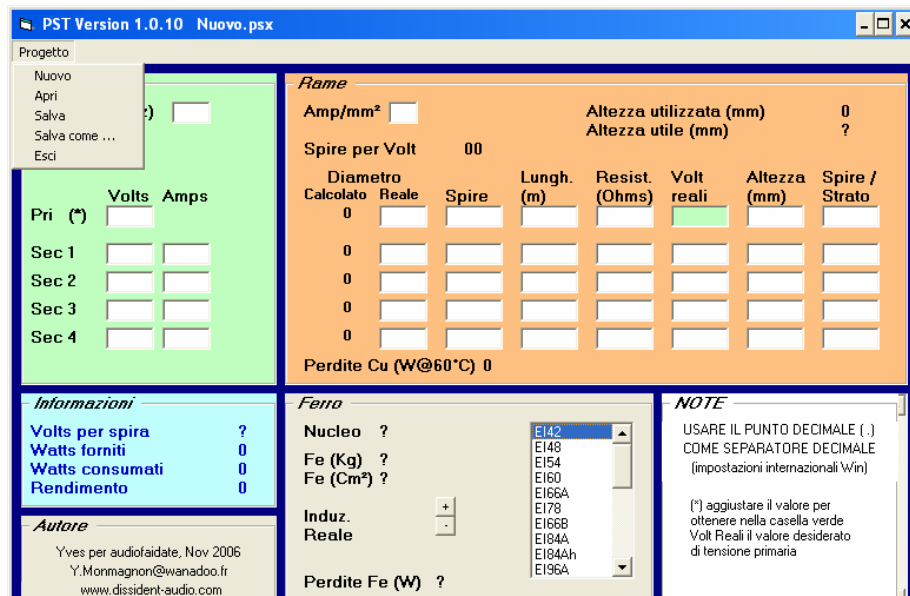 PST Version 1.0.10 Nuovo.psx
Progetto
Nuovo
Apri
Salva
Salva come ...
Esci
Volts Amps
Pri (*)
Sec 1
Sec 2
Sec 3
Sec 4
Rame
Amp/mm²
Altezza utilizzata (mm) 0
Altezza utile (mm) ?
Spire per Volt 00
Diametro
Calcolato Reale
Spire
Lungh. (m)
Resist. (Ohms)
Volt reali
Altezza (mm)
Spire / Strato
0
0
0
0
0
Perdite Cu (W@60°C) 0
Informazioni
Volts per spira ?
Watts forniti 0
Watts consumati 0
Rendimento 0
Autore
Yves per audiofaidate, Nov 2006
Y.Monmagnon@wanadoo.fr
www.dissident-audio.com
Ferro
Nucleo ?
Fe (Kg) ?
Fe (Cm²) ?
Induz.
Reale
+
-
Perdite Fe (W) ?
EI42
EI48
EI54
EI60
EI66A
EI78
EI66B
EI84A
EI84Ah
EI96A
NOTE
USARE IL PUNTO DECIMALE (.)
COME SEPARATORE DECIMALE
(impostazioni internazionali Win)
(*) aggiustare il valore per
ottenere nella casella verde
Volt Reali il valore desiderato
di tensione primaria